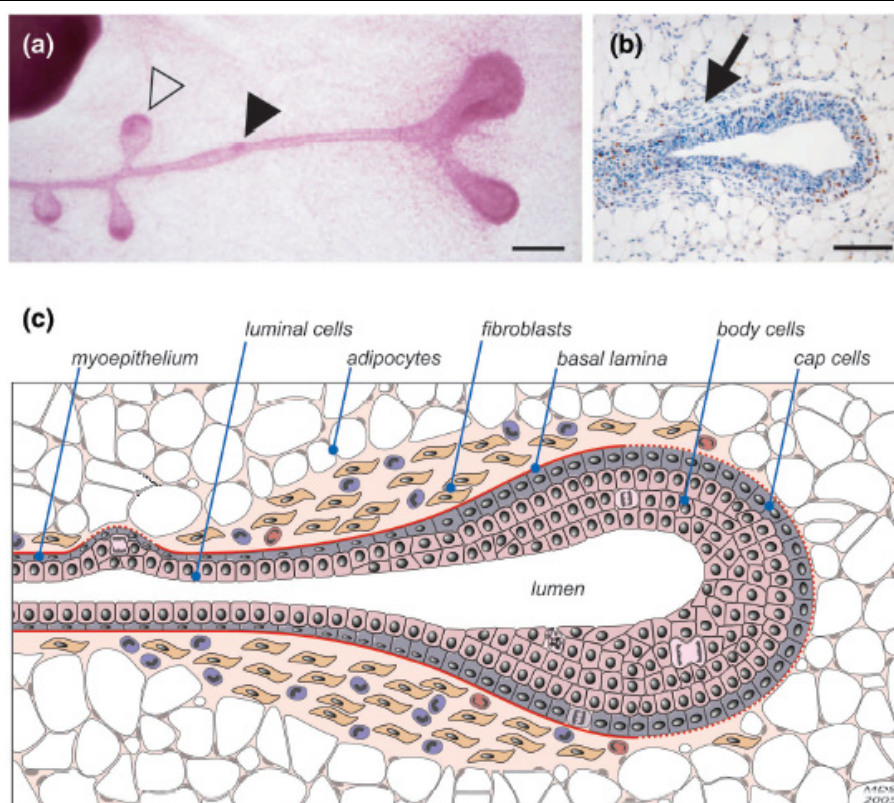 (a)
(b)
(c)
luminal cells
fibroblasts
body cells
myoepithelium
adipocytes
basal lamina
cap cells
lumen